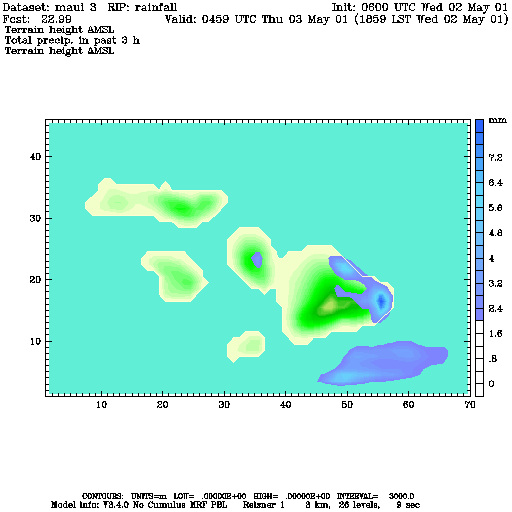 Dataset: maui 3 RIP: rainfall Init: 0600 UTC Wed 02 May 01
Fcst: 22.99 Valid: 0459 UTC Thu 03 May 01 (1859 LST Wed 02 May 01)
Terrain height AMSL
Total precip. in past 3 h
Terrain height AMSL
mm
7.2
6.4
5.6
4.8
4
3.2
2.4
1.6
.8
0
40
30
20
10
10 20 30 40 50 60 70
CONTOURS: UNITS=m LOW= .00000E+00 HIGH= .00000E+00 INTERVAL= 3000.0
Model info: V3.4.0 No Cumulus MRF PBL Reisner 1 3 km, 26 levels, 9 sec